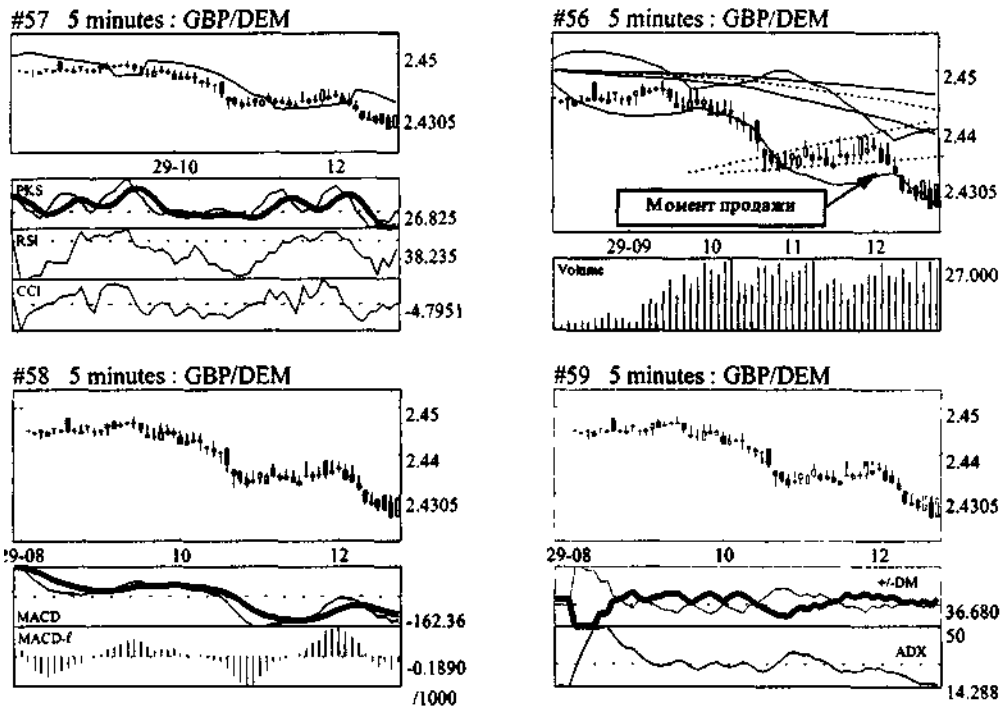 #57 5 minutes : GBP/DEM
2.45
2.4305
29-10 12
PKS
26.825
RSI
38.235
CCI
-4.7951
#56 5 minutes : GBP/DEM
2.45
2.44
2.4305
Момент продажи
29-09 10 11 12
Volume
27.000
#58 5 minutes : GBP/DEM
2.45
2.44
2.4305
29-08 10 12
MACD
-162.36
MACD-f
-0.1890
/1000
#59 5 minutes : GBP/DEM
2.45
2.44
2.4305
29-08 10 12
+/-DM
36.680
50
ADX
14.288